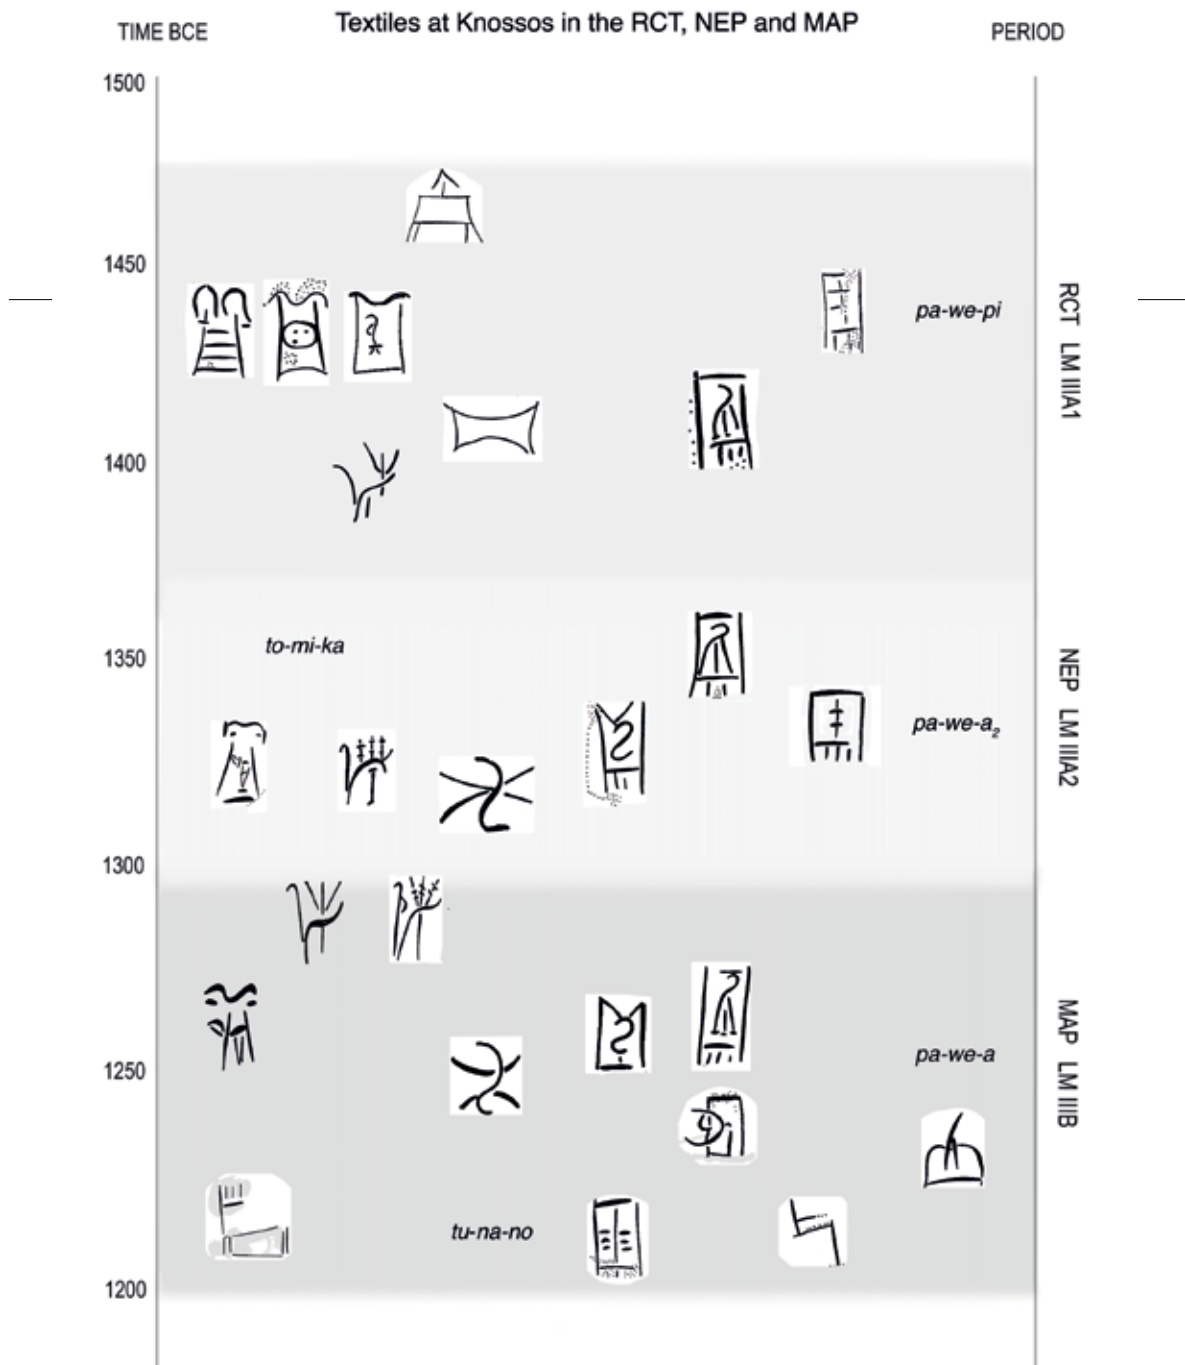 Textiles at Knossos in the RCT, NEP and MAP
TIME BCE
PERIOD
1500
1450
pa-we-pi
RCT LM IIIA1
1400
to-mi-ka
1350
NEP LM IIIA2
pa-we-a₂
1300
1250
pa-we-a
MAP LM IIIB
tu-na-no
1200